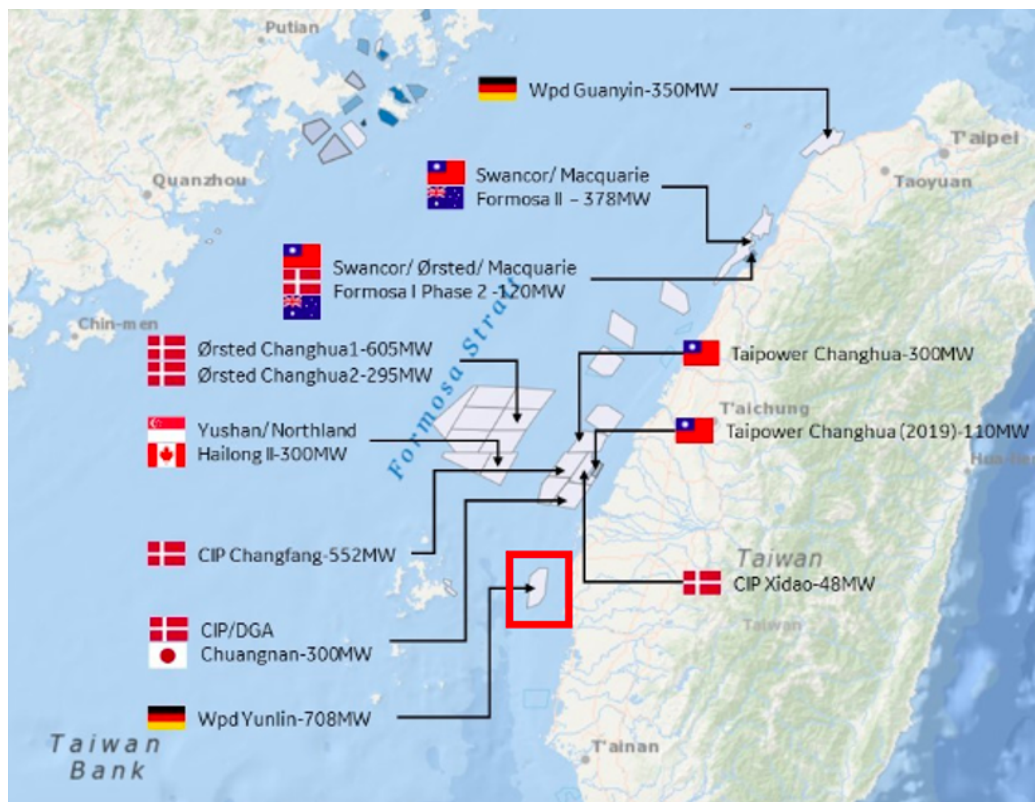 Putian
Wpd Guanyin-350MW
T'aipei
Quanzhou
Taoyuan
Swancor/ Macquarie
Formosa II – 378MW
Swancor/ Ørsted/ Macquarie
Formosa I Phase 2 -120MW
Chin-men
Formosa Strait
Ørsted Changhua1-605MW
Ørsted Changhua2-295MW
Taipower Changhua-300MW
T'aichung
Yushan/ Northland
Hailong II-300MW
Taipower Changhua (2019)-110MW
CIP Changfang-552MW
Taiwan
CIP Xidao-48MW
CIP/DGA
Chuangnan-300MW
Taiwan
Wpd Yunlin-708MW
Taiwan
Bank
T'ainan